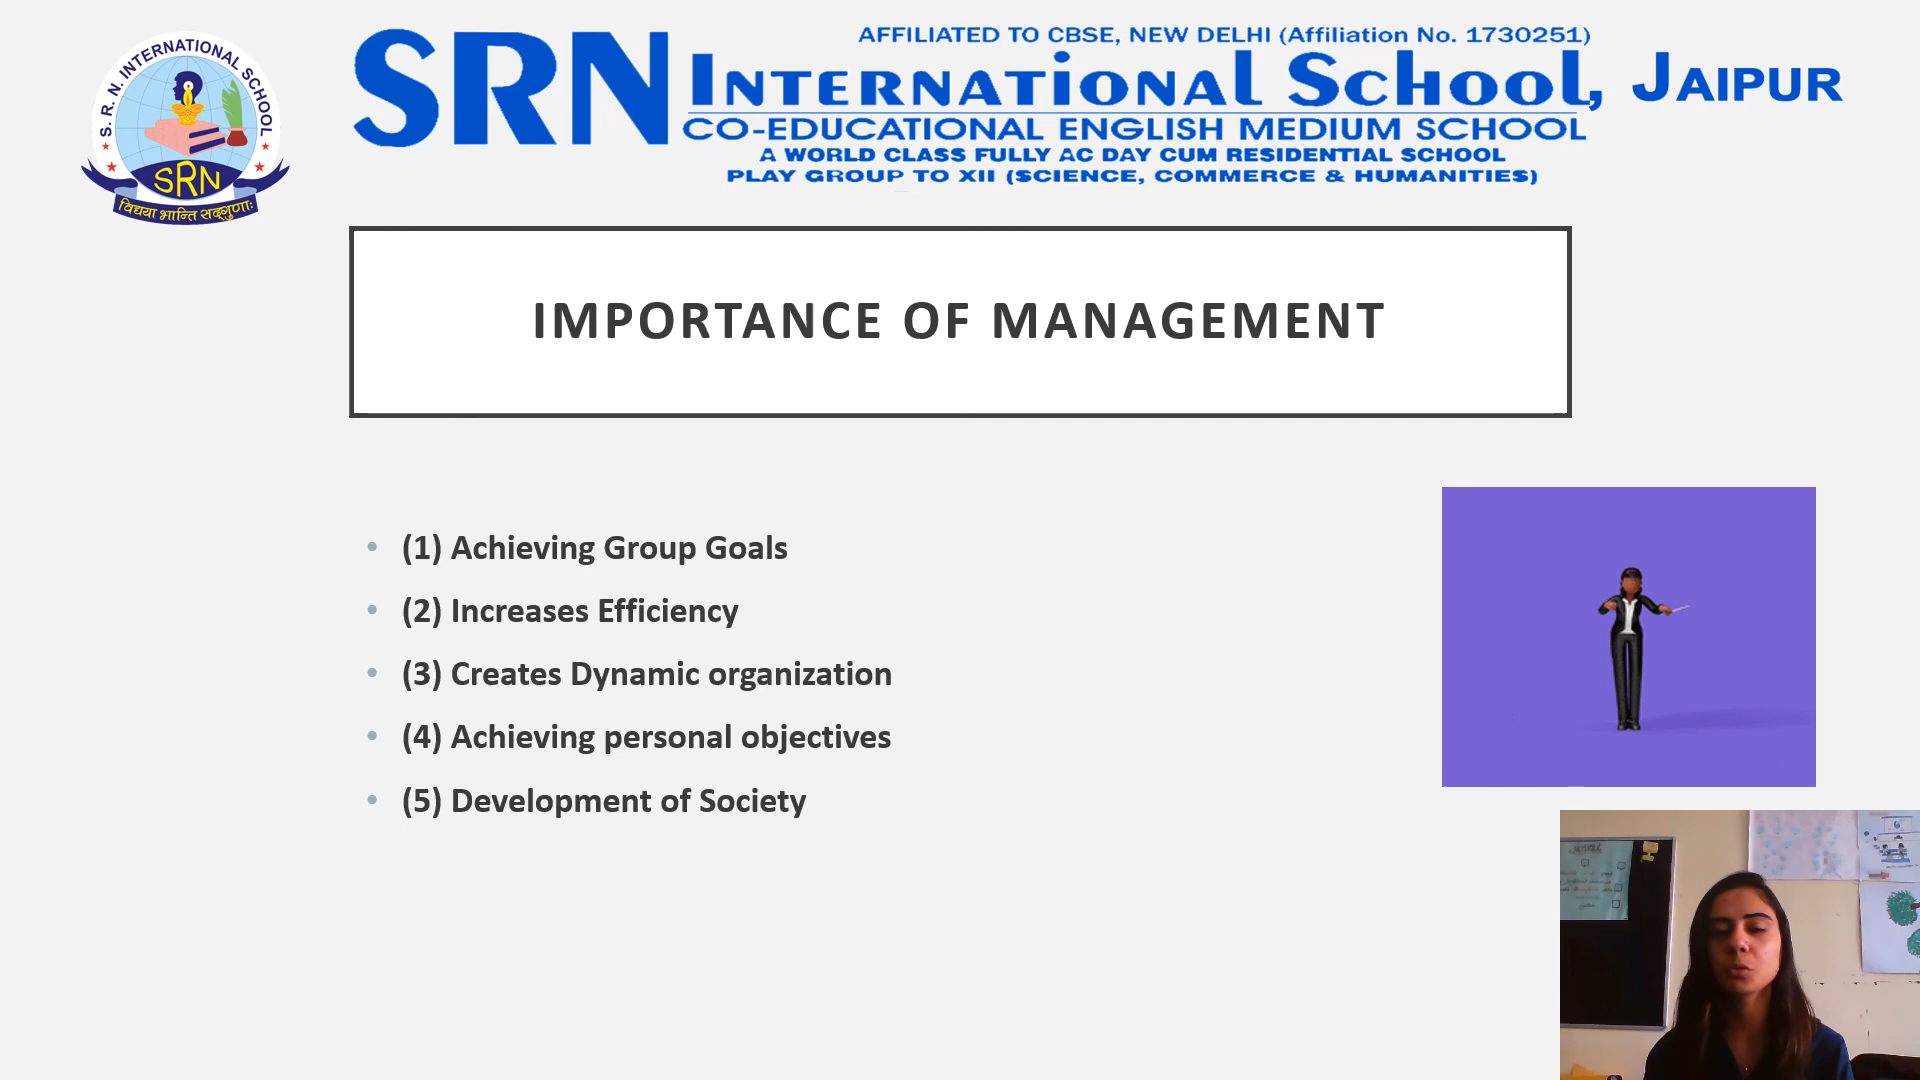 S. R. N. INTERNATIONAL SCHOOL
SRN
विद्यया भान्ति सद्गुणाः
AFFILIATED TO CBSE, NEW DELHI (Affiliation No. 1730251)
SRN INTERNATIONAL SCHOOL, JAIPUR
CO-EDUCATIONAL ENGLISH MEDIUM SCHOOL
A WORLD CLASS FULLY AC DAY CUM RESIDENTIAL SCHOOL
PLAY GROUP TO XII (SCIENCE, COMMERCE & HUMANITIES)
IMPORTANCE OF MANAGEMENT
• (1) Achieving Group Goals
• (2) Increases Efficiency
• (3) Creates Dynamic organization
• (4) Achieving personal objectives
• (5) Development of Society